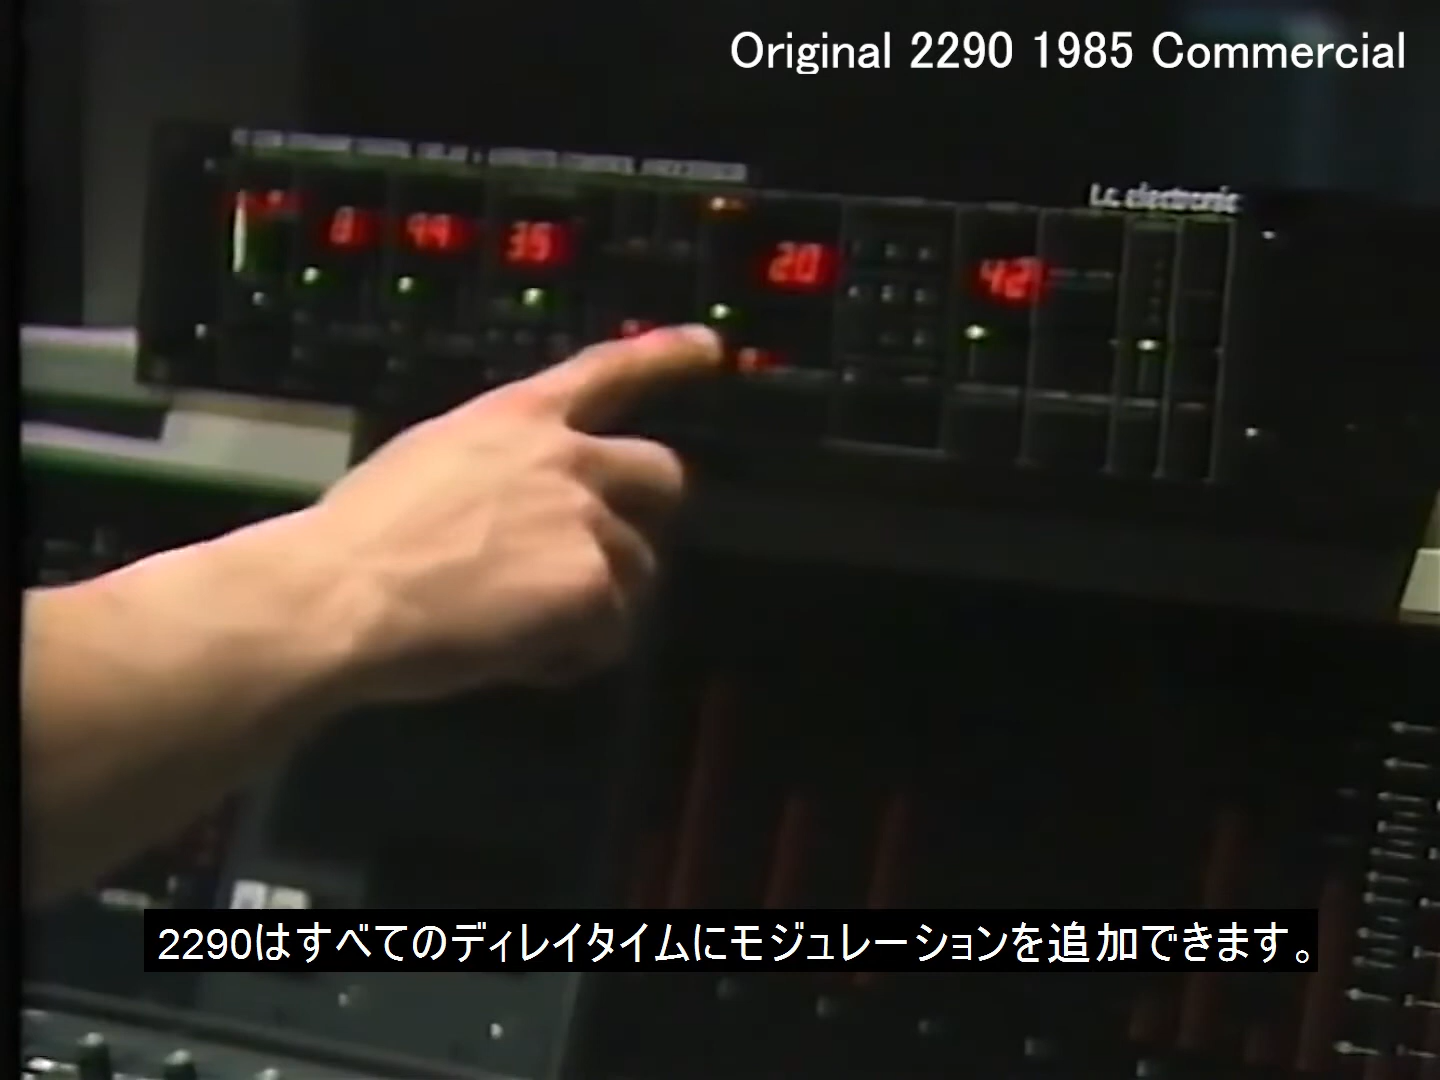 Original 2290 1985 Commercial
t.c. electronic
8 44 35 20 42
2290はすべてのディレイタイムにモジュレーションを追加できます。